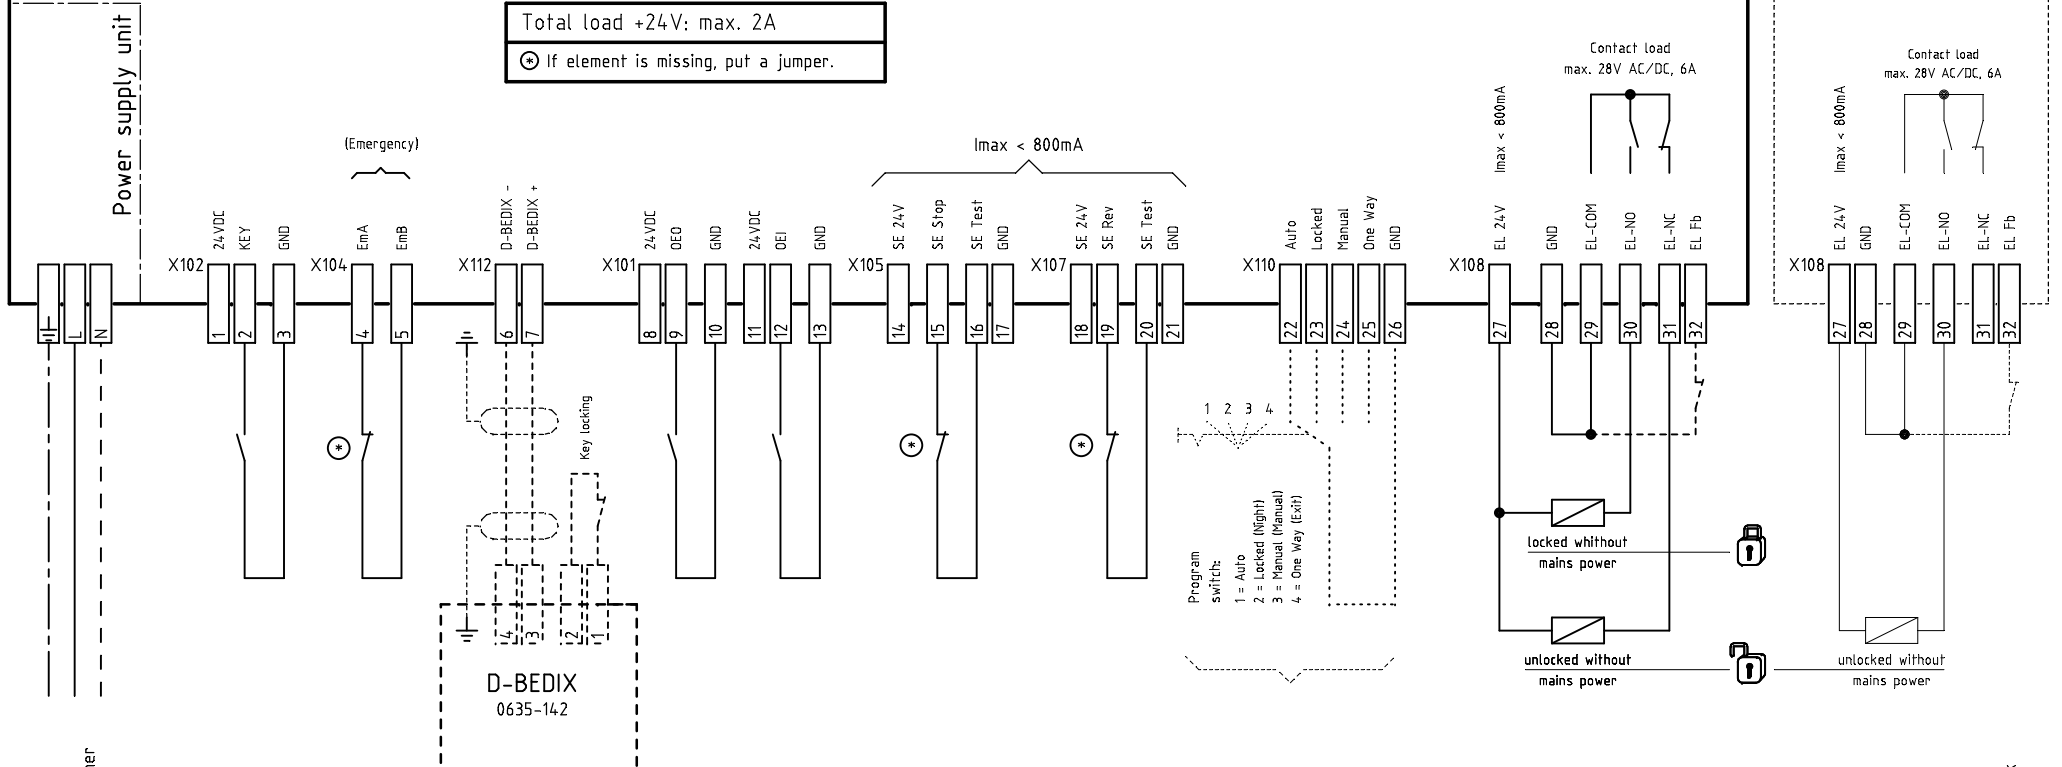 Power supply unit
Total load +24V: max. 2A
* If element is missing, put a jumper.
(Emergency)
Imax < 800mA
Imax < 800mA
Contact load
max. 28V AC/DC, 6A
Imax < 800mA
Contact load
max. 28V AC/DC, 6A
X102
24VDC
KEY
GND
X104
EmA
EmB
X112
D-BEDIX -
D-BEDIX +
X101
24VDC
OEO
GND
24VDC
OEI
GND
X105
SE 24V
SE Stop
SE Test
GND
X107
SE 24V
SE Rev
SE Test
GND
X110
Auto
Locked
Manual
One Way
GND
X108
EL 24V
GND
EL-COM
EL-NO
EL-NC
EL Fb
X108
EL 24V
GND
EL-COM
EL-NO
EL-NC
EL Fb
L
N
1
2
3
4
5
6
7
8
9
10
11
12
13
14
15
16
17
18
19
20
21
22
23
24
25
26
27
28
29
30
31
32
27
28
29
30
31
32
*
*
*
Key locking
4
3
2
1
D-BEDIX
0635-142
1 2 3 4
Program
switch:
1 = Auto
2 = Locked (Night)
3 = Manual (Manual)
4 = One Way (Exit)
locked whithout
mains power
unlocked without
mains power
unlocked without
mains power